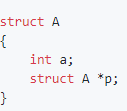 struct A
{
    int a;
    struct A *p;
}